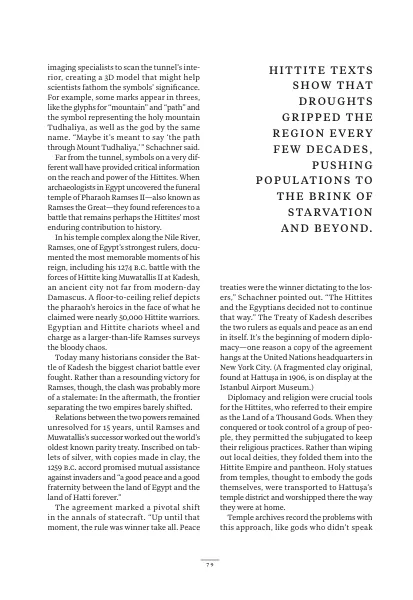 imaging specialists to scan the tunnel's inte-
rior, creating a 3D model that might help
scientists fathom the symbols' significance.
For example, some marks appear in threes,
like the glyphs for "mountain" and "path" and
the symbol representing the holy mountain
Tudhaliya, as well as the god by the same
name. "Maybe it's meant to say 'the path
through Mount Tudhaliya,'" Schachner said.
Far from the tunnel, symbols on a very dif-
ferent wall have provided critical information
on the reach and power of the Hittites. When
archaeologists in Egypt uncovered the funeral
temple of Pharaoh Ramses II—also known as
Ramses the Great—they found references to a
battle that remains perhaps the Hittites' most
enduring contribution to history.
In his temple complex along the Nile River,
Ramses, one of Egypt's strongest rulers, docu-
mented the most memorable moments of his
reign, including his 1274 B.C. battle with the
forces of Hittite king Muwatalli II at Kadesh,
an ancient city not far from modern-day
Damascus. A floor-to-ceiling relief depicts
the pharaoh's heroics in the face of what he
claimed were nearly 50,000 Hittite warriors.
Egyptian and Hittite chariots wheel and
charge as a larger-than-life Ramses surveys
the bloody chaos.
Today many historians consider the Bat-
tle of Kadesh the biggest chariot battle ever
fought. Rather than a resounding victory for
Ramses, though, the clash was probably more
of a stalemate: In the aftermath, the frontier
separating the two empires barely shifted.
Relations between the two powers remained
unresolved for 15 years, until Ramses and
Muwatallis's successor worked out the world's
oldest known parity treaty. Inscribed on tab-
lets of silver, with copies made in clay, the
1259 B.C. accord promised mutual assistance
against invaders and "a good peace and a good
fraternity between the land of Egypt and the
land of Hatti forever."
The agreement marked a pivotal shift
in the annals of statecraft. "Up until that
moment, the rule was winner take all. Peace
HITTITE TEXTS
SHOW THAT
DROUGHTS
GRIPPED THE
REGION EVERY
FEW DECADES,
PUSHING
POPULATIONS TO
THE BRINK OF
STARVATION
AND BEYOND.
treaties were the winner dictating to the los-
ers," Schachner pointed out. "The Hittites
and the Egyptians decided not to continue
that way." The Treaty of Kadesh describes
the two rulers as equals and peace as an end
in itself. It's the beginning of modern diplo-
macy—one reason a copy of the agreement
hangs at the United Nations headquarters in
New York City. (A fragmented clay original,
found at Hattuşa in 1906, is on display at the
Istanbul Airport Museum.)
Diplomacy and religion were crucial tools
for the Hittites, who referred to their empire
as the Land of a Thousand Gods. When they
conquered or took control of a group of peo-
ple, they permitted the subjugated to keep
their religious practices. Rather than wiping
out local deities, they folded them into the
Hittite Empire and pantheon. Holy statues
from temples, thought to embody the gods
themselves, were transported to Hattuşa's
temple district and worshipped there the way
they were at home.
Temple archives record the problems with
this approach, like gods who didn't speak
79